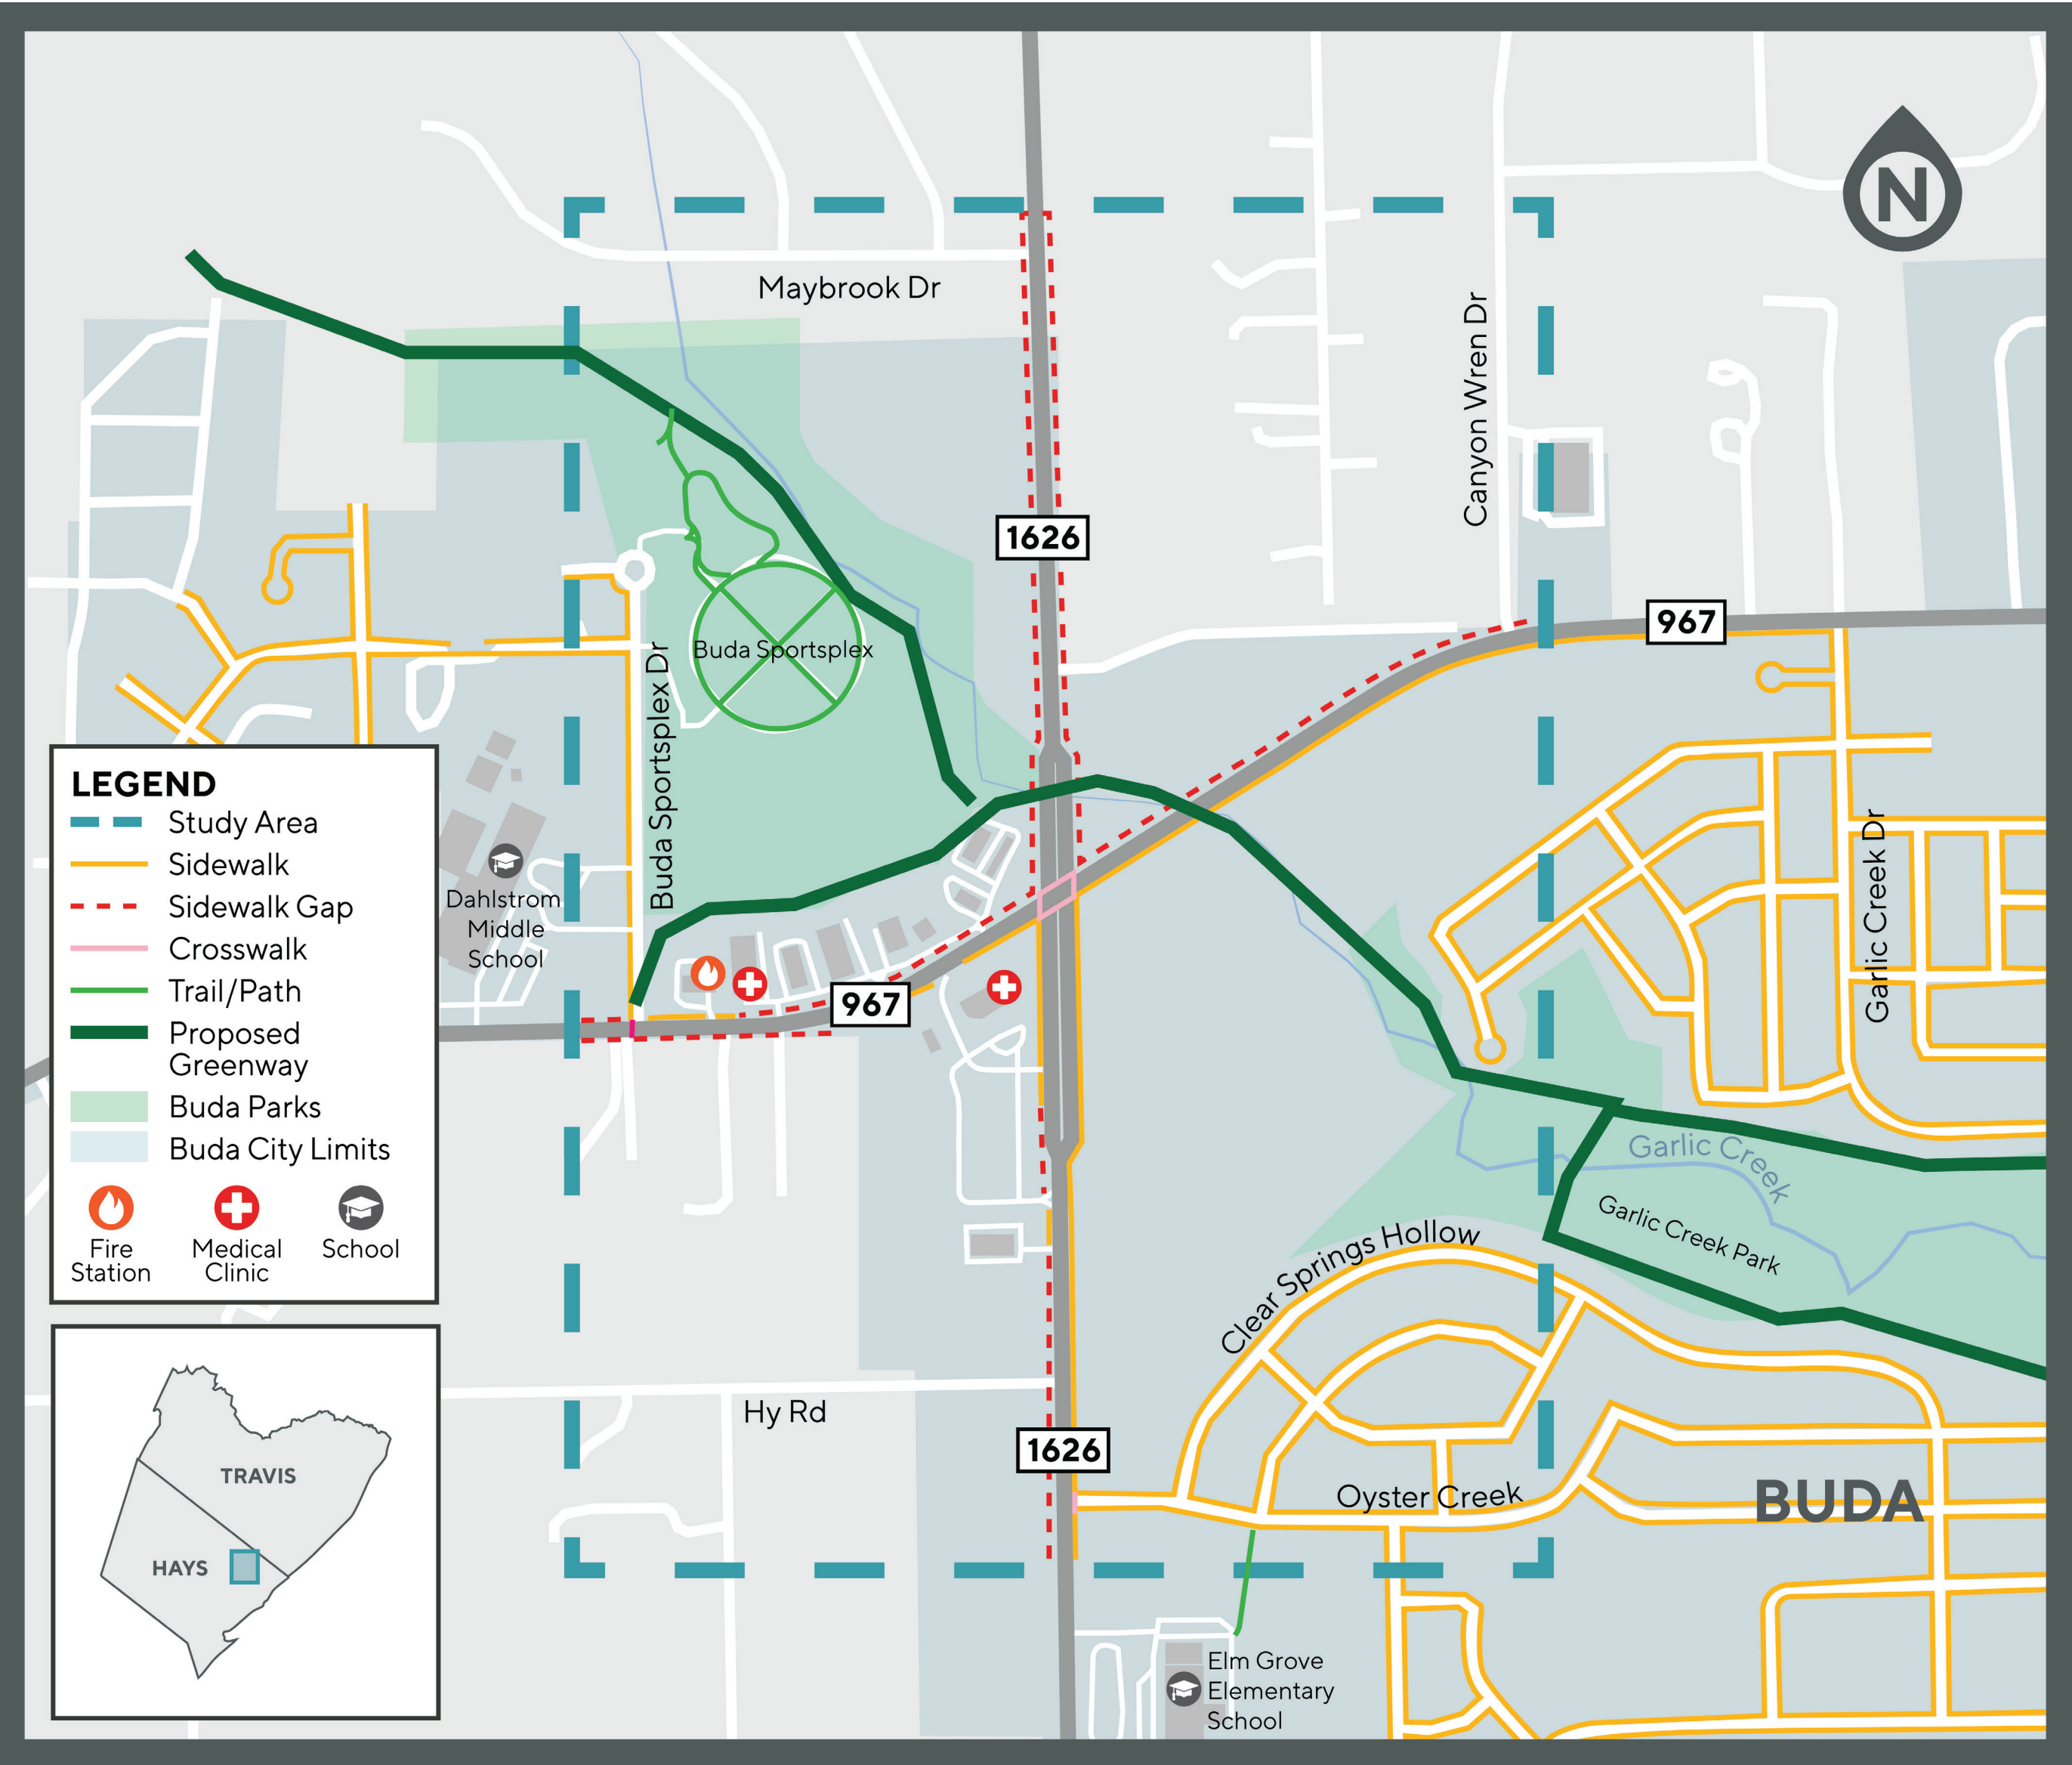 N
Maybrook Dr
Canyon Wren Dr
1626
967
Buda Sportsplex
Buda Sportsplex Dr
Garlic Creek Dr
LEGEND
Study Area
Sidewalk
Sidewalk Gap
Crosswalk
Trail/Path
Proposed
Greenway
Buda Parks
Buda City Limits
Fire
Station
Medical
Clinic
School
Dahlstrom
Middle
School
967
Garlic Creek
Garlic Creek Park
Clear Springs Hollow
Hy Rd
1626
Oyster Creek
BUDA
TRAVIS
HAYS
Elm Grove
Elementary
School